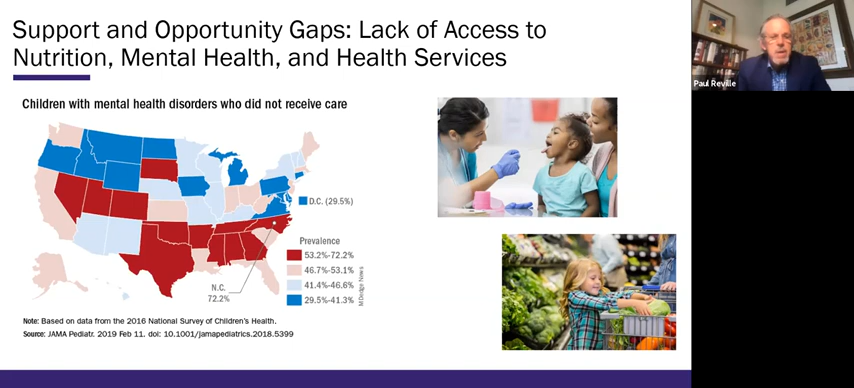 Support and Opportunity Gaps: Lack of Access to
Nutrition, Mental Health, and Health Services
Paul Reville
Children with mental health disorders who did not receive care
D.C. (29.5%)
Prevalence
53.2%-72.2%
46.7%-53.1%
41.4%-46.6%
29.5%-41.3%
N.C.
72.2%
MDedge News
Note: Based on data from the 2016 National Survey of Children's Health.
Source: JAMA Pediatr. 2019 Feb 11. doi: 10.1001/jamapediatrics.2018.5399